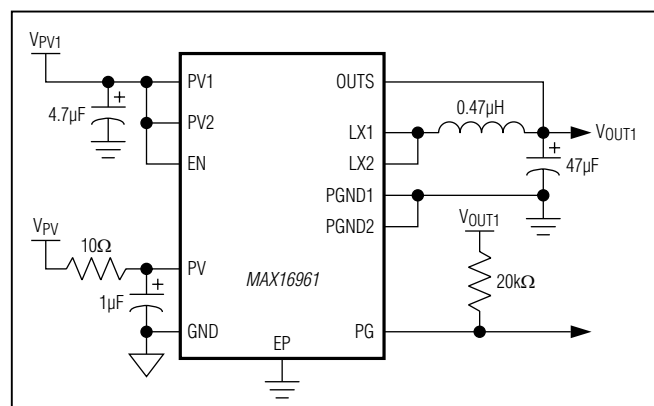 VPV1
4.7µF
+
PV1
PV2
EN
VPV
10Ω
PV
+
1µF
GND
MAX16961
EP
OUTS
LX1
LX2
PGND1
PGND2
PG
0.47µH
VOUT1
+
47µF
VOUT1
20kΩ